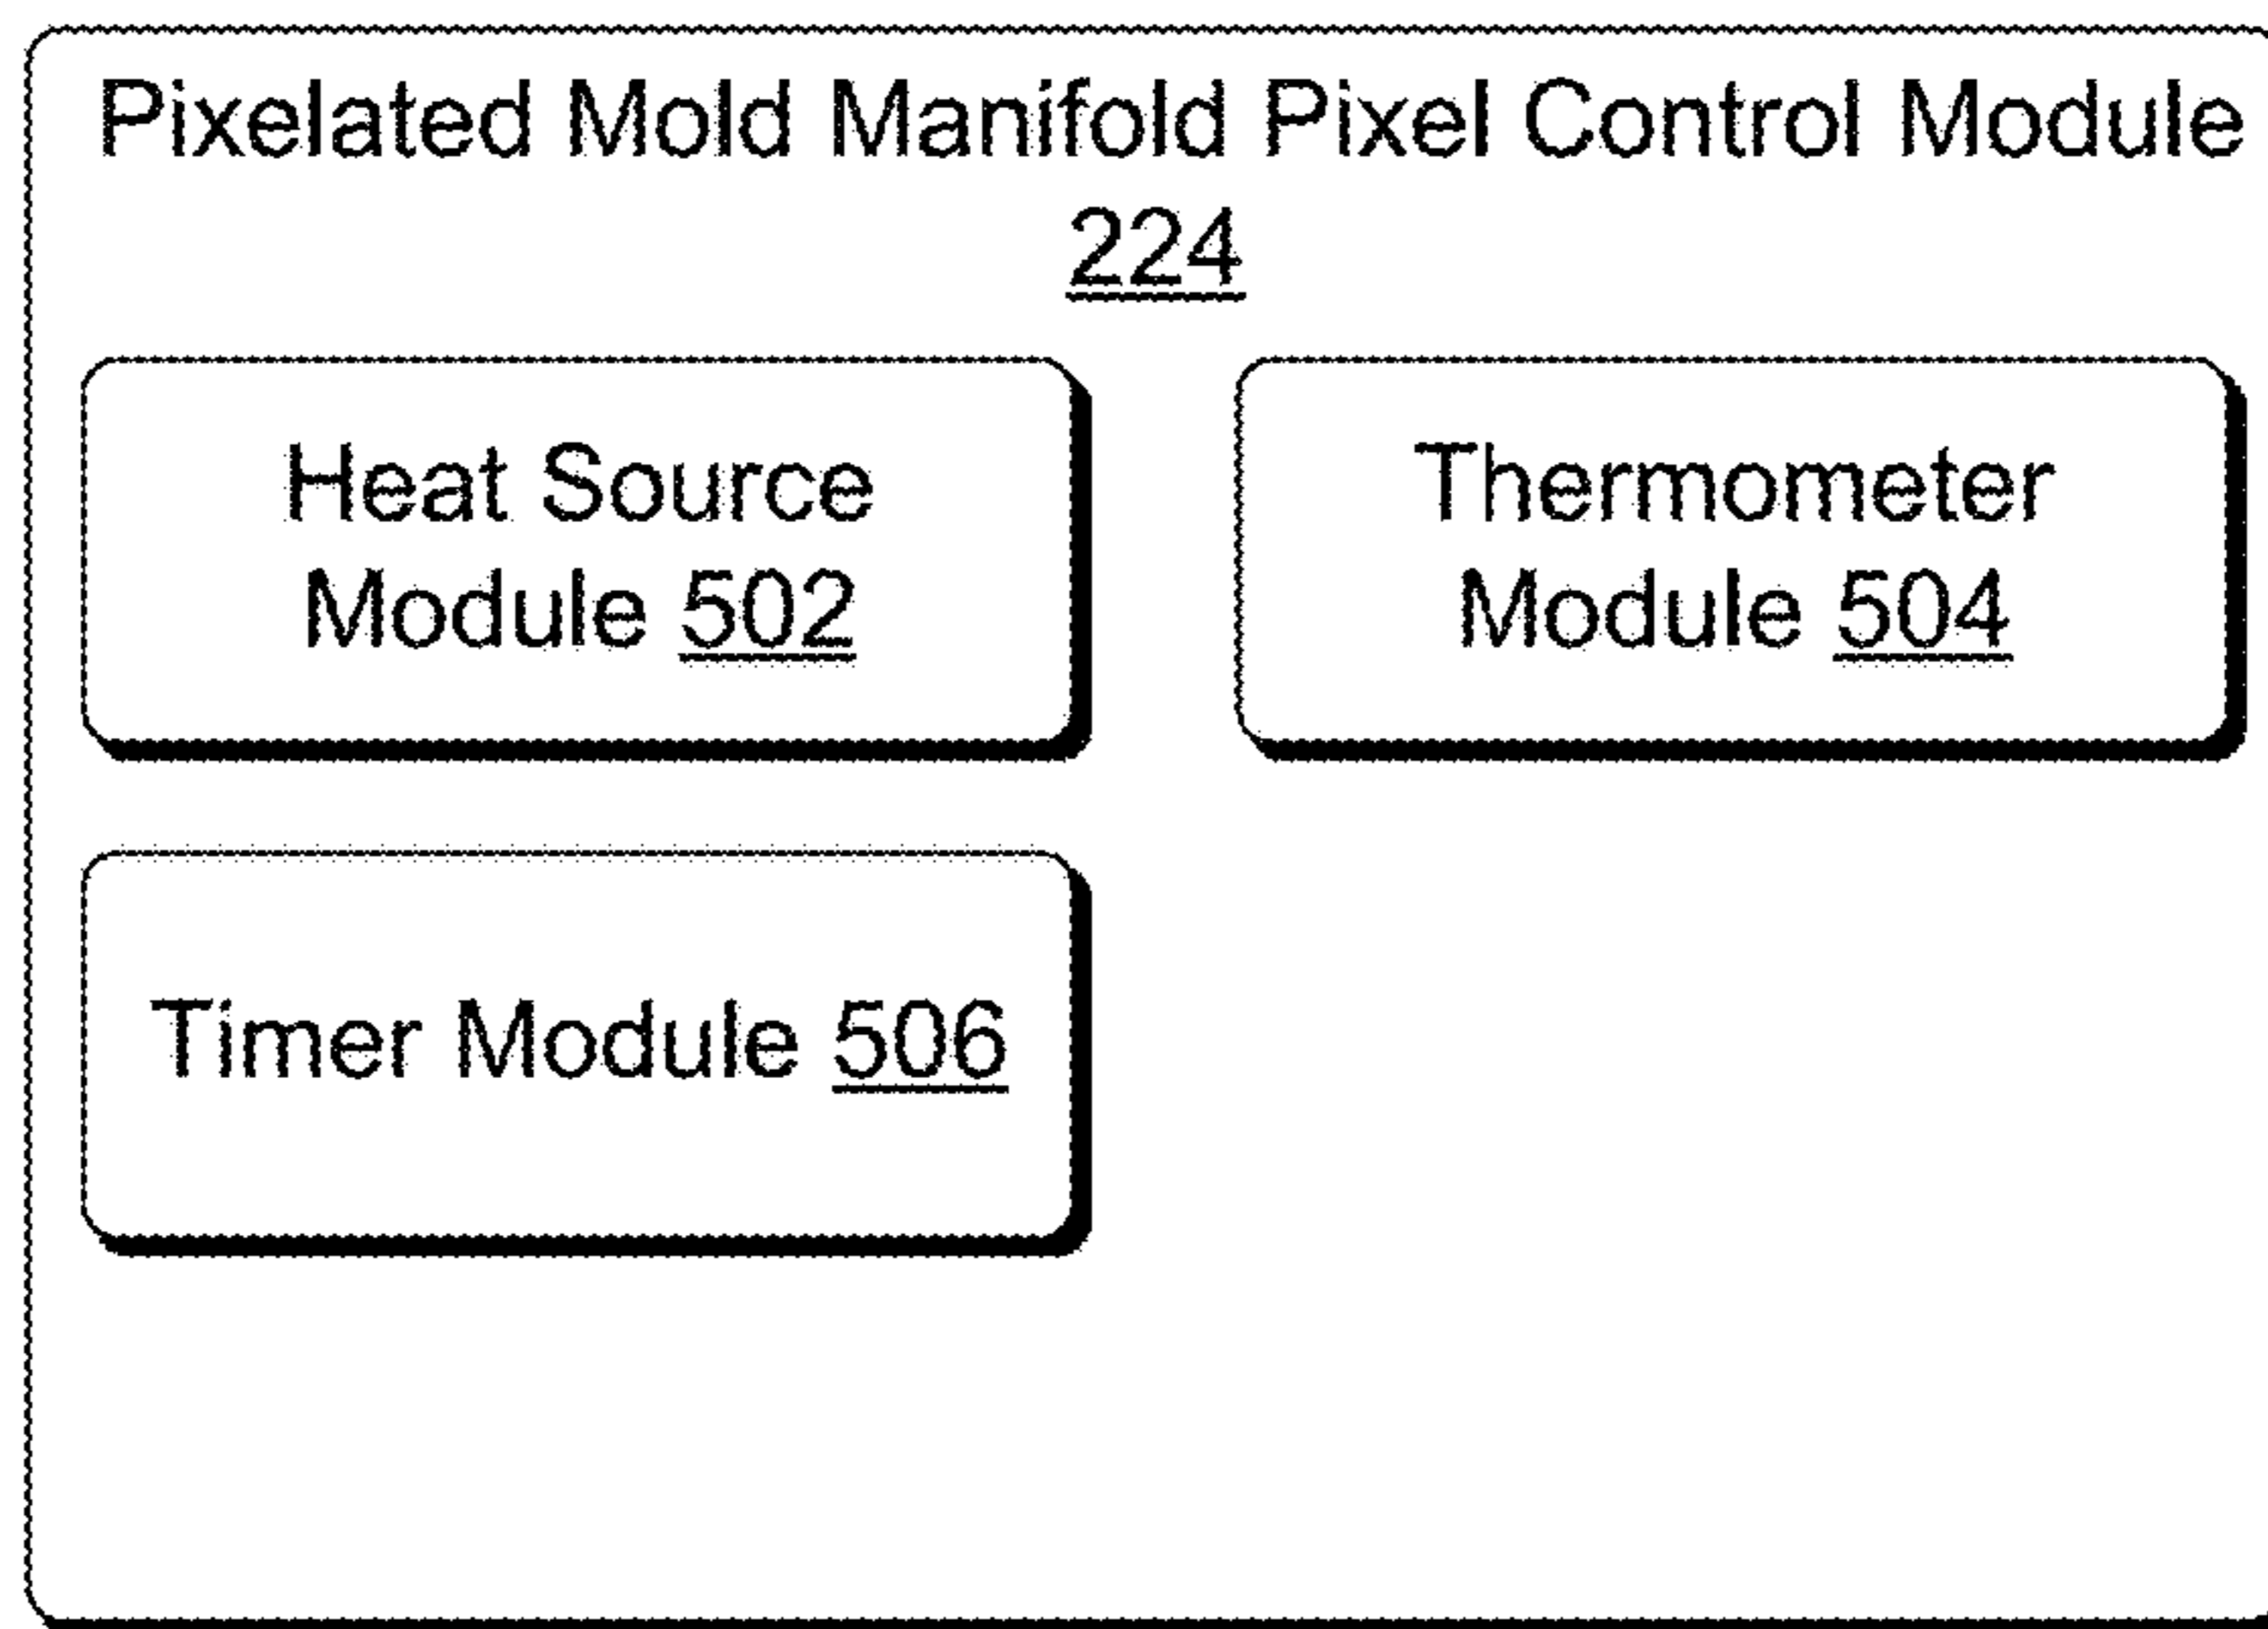 Pixelated Mold Manifold Pixel Control Module
224
Heat Source
Module 502
Thermometer
Module 504
Timer Module 506